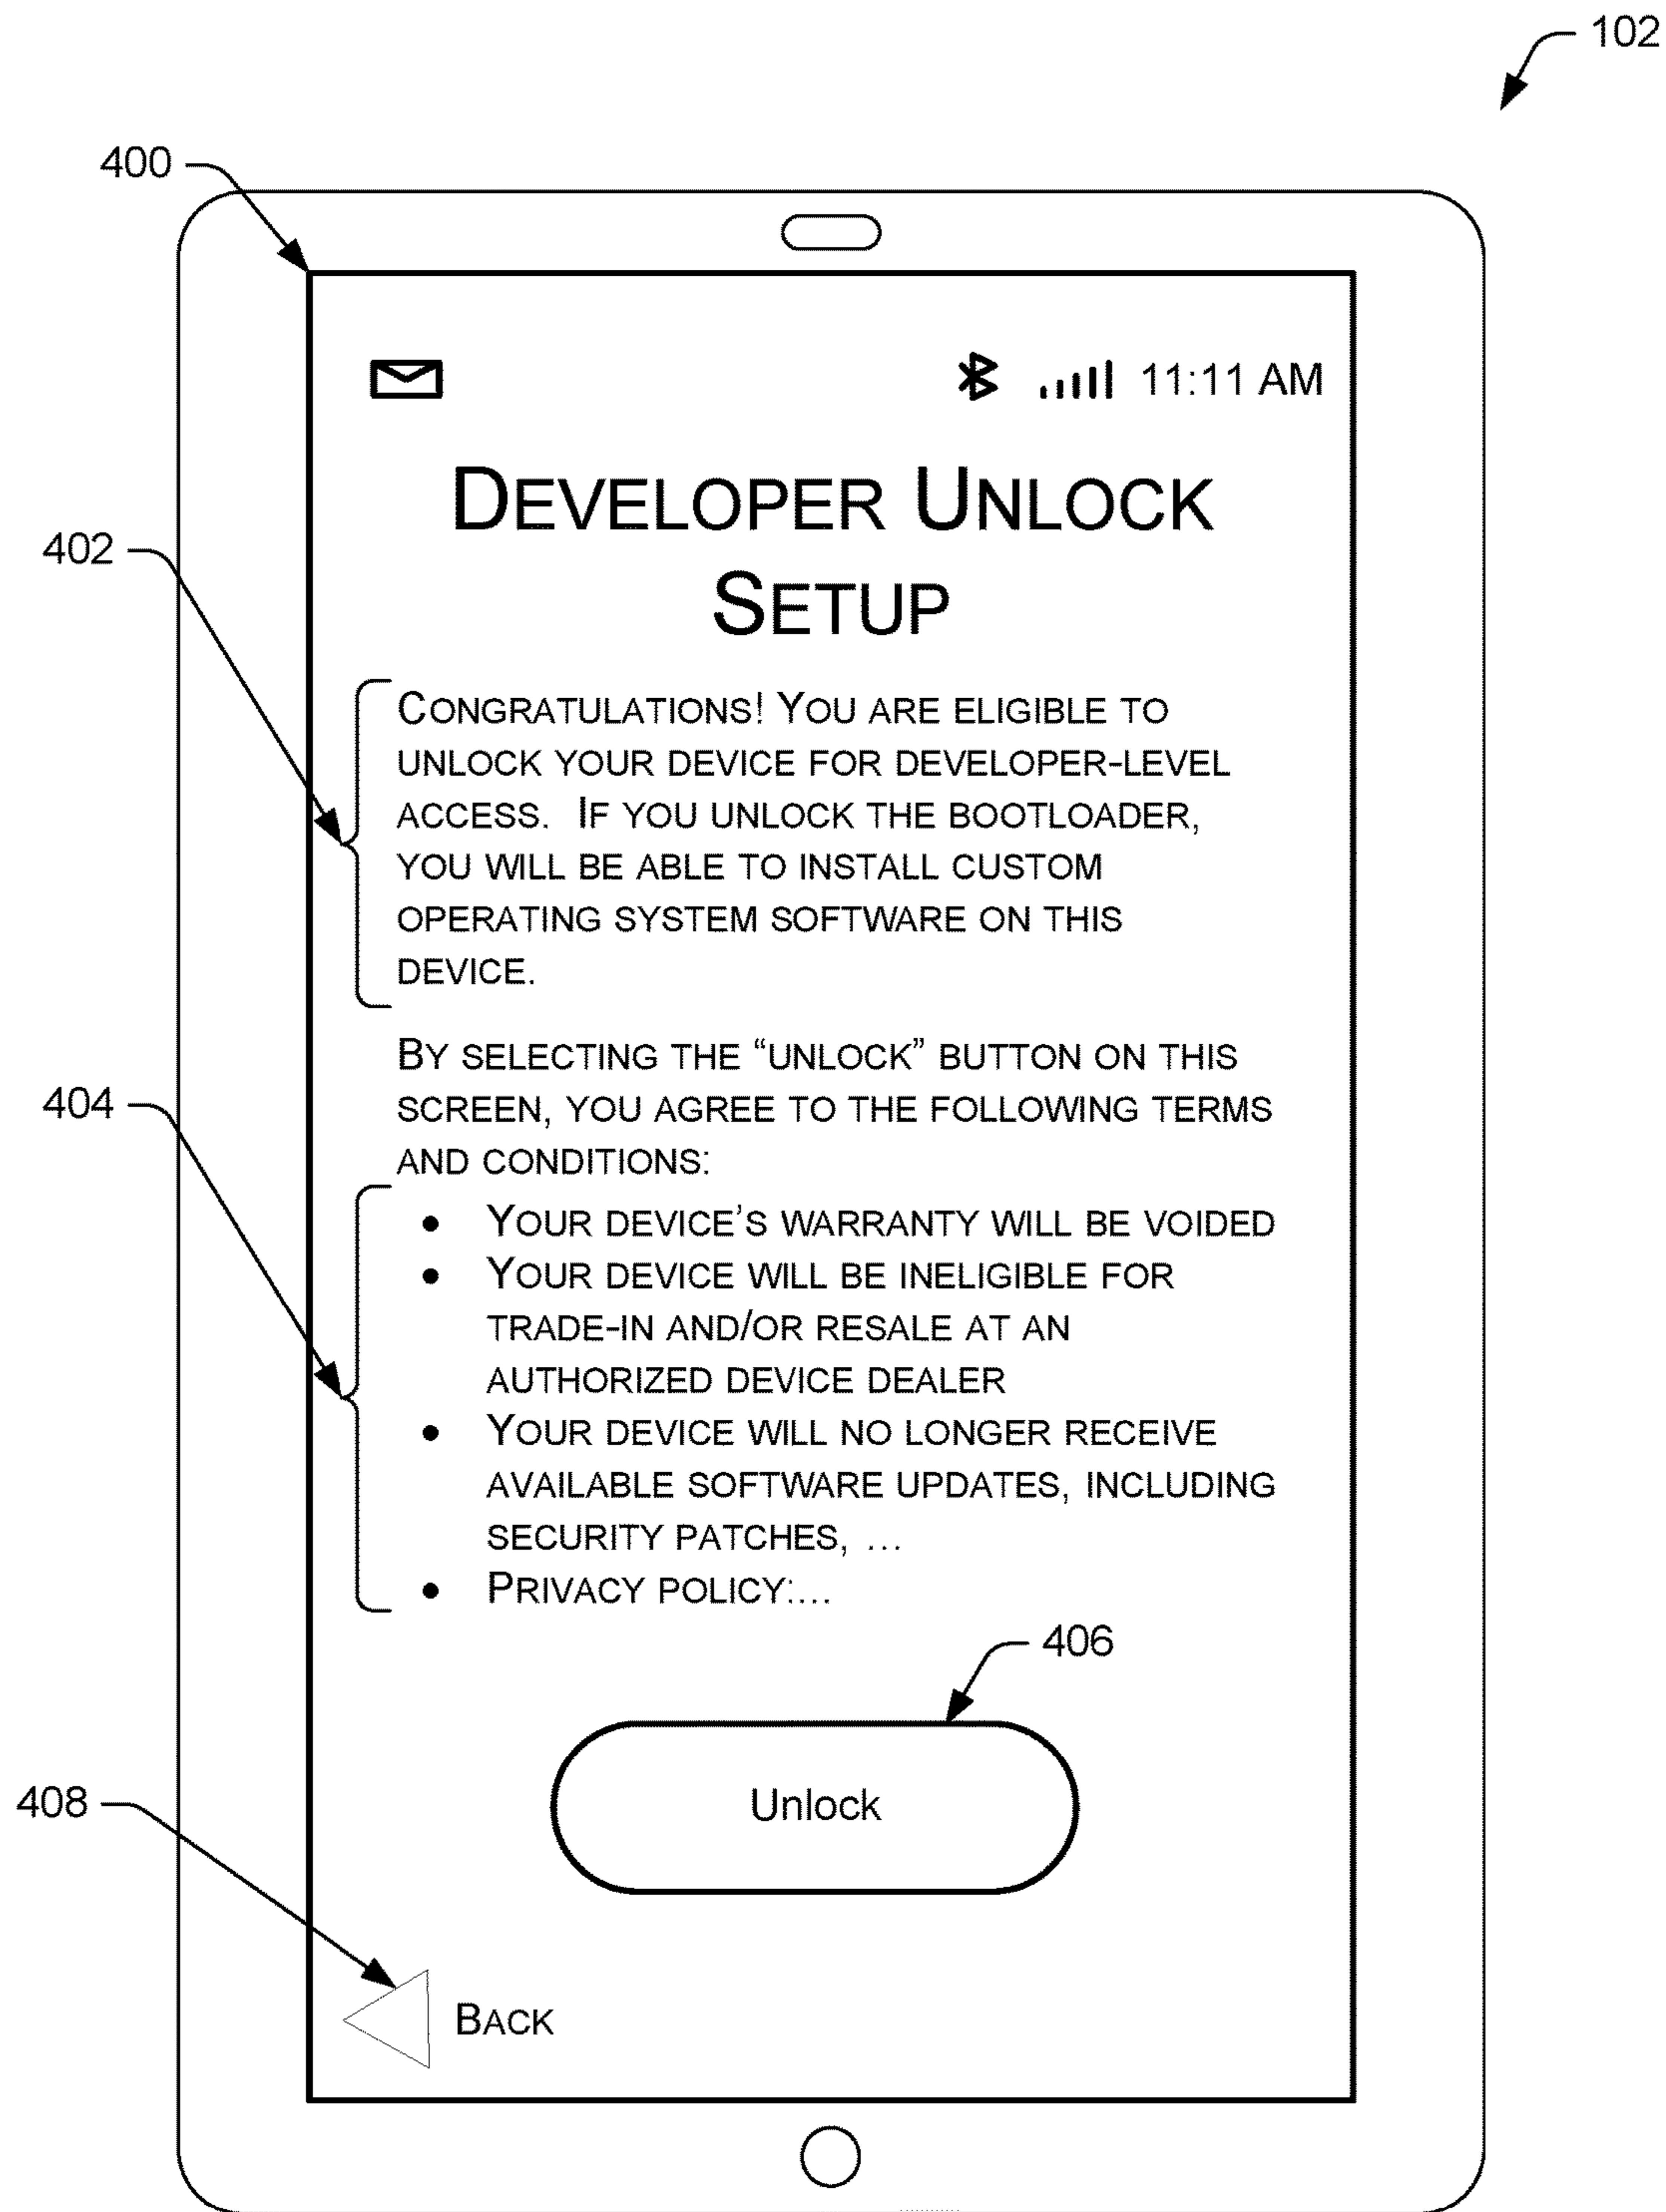 102
400
11:11 AM
DEVELOPER UNLOCK
SETUP
402
CONGRATULATIONS! YOU ARE ELIGIBLE TO
UNLOCK YOUR DEVICE FOR DEVELOPER-LEVEL
ACCESS.  IF YOU UNLOCK THE BOOTLOADER,
YOU WILL BE ABLE TO INSTALL CUSTOM
OPERATING SYSTEM SOFTWARE ON THIS
DEVICE.
BY SELECTING THE “UNLOCK” BUTTON ON THIS
404
SCREEN, YOU AGREE TO THE FOLLOWING TERMS
AND CONDITIONS:
• YOUR DEVICE’S WARRANTY WILL BE VOIDED
• YOUR DEVICE WILL BE INELIGIBLE FOR
TRADE-IN AND/OR RESALE AT AN
AUTHORIZED DEVICE DEALER
• YOUR DEVICE WILL NO LONGER RECEIVE
AVAILABLE SOFTWARE UPDATES, INCLUDING
SECURITY PATCHES, …
• PRIVACY POLICY:…
406
408
Unlock
BACK